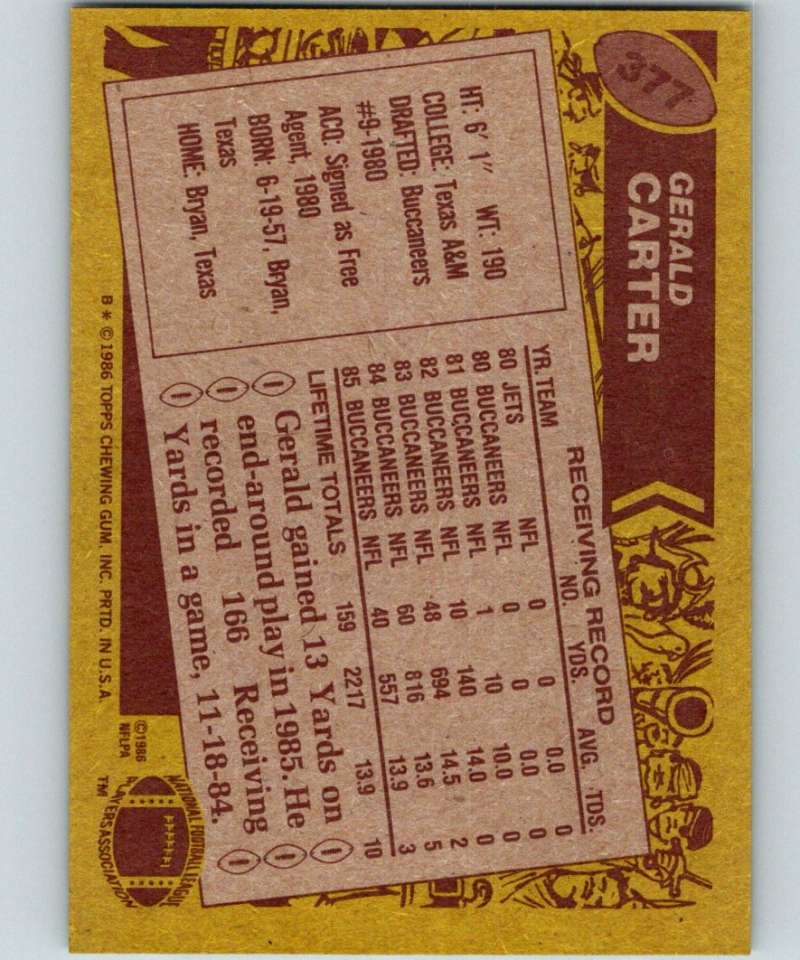 377
GERALD
CARTER
HT: 6' 1" WT: 190
COLLEGE: Texas A&M
DRAFTED: Buccaneers
#9-1980
ACQ: Signed as Free
Agent, 1980
BORN: 6-19-57, Bryan,
Texas
HOME: Bryan, Texas
RECEIVING RECORD
YR. TEAM NO. YDS. AVG. TDS.
80 JETS NFL 0 0 0.0 0
80 BUCCANEERS NFL 0 0 0.0 0
81 BUCCANEERS NFL 1 10 10.0 0
82 BUCCANEERS NFL 10 140 14.0 0
83 BUCCANEERS NFL 48 694 14.5 2
84 BUCCANEERS NFL 60 816 13.6 5
85 BUCCANEERS NFL 40 557 13.9 3
LIFETIME TOTALS 159 2217 13.9 10
Gerald gained 13 Yards on
end-around play in 1985. He
recorded 166 Receiving
Yards in a game, 11-18-84.
B * ©1986 TOPPS CHEWING GUM, INC. PRTD. IN U.S.A.
©1986
NFLPA
NATIONAL FOOTBALL LEAGUE
PLAYERS ASSOCIATION
TM